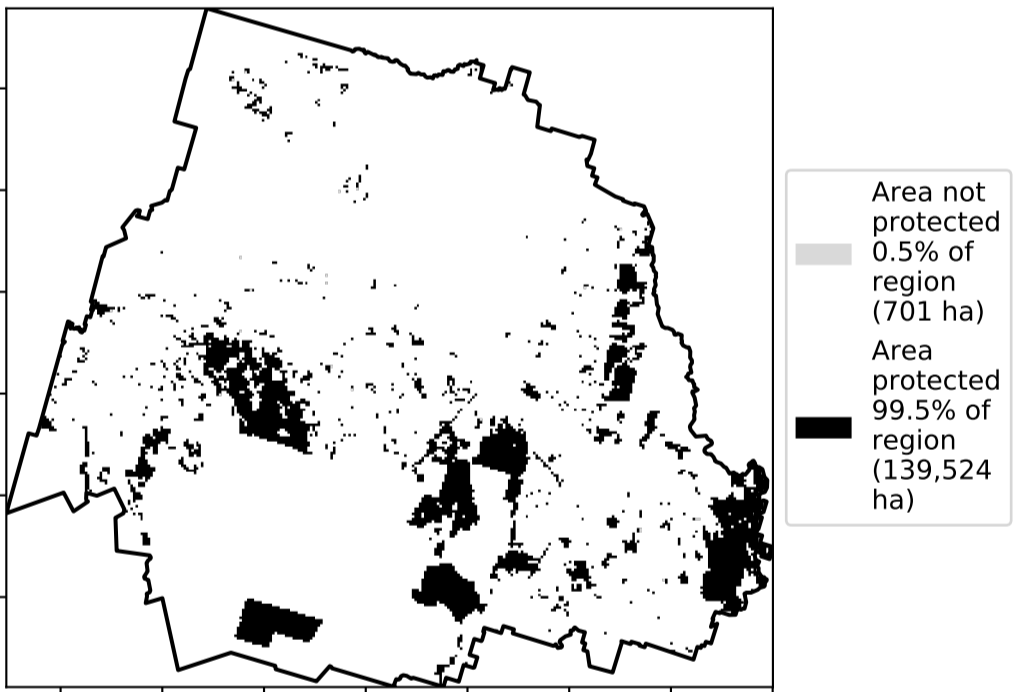 Area not
protected
0.5% of
region
(701 ha)
Area
protected
99.5% of
region
(139,524
ha)